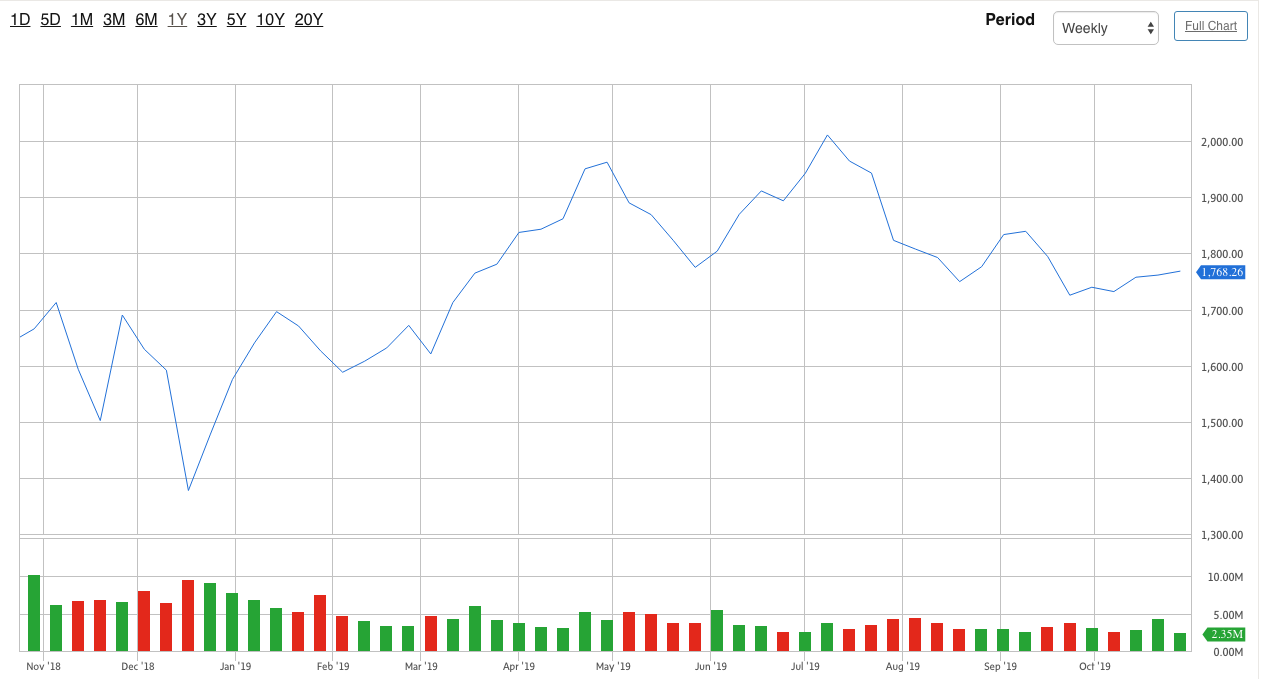 1D 5D 1M 3M 6M 1Y 3Y 5Y 10Y 20Y Period Weekly Full Chart
2,000.00
1,900.00
1,800.00
1,768.26
1,700.00
1,600.00
1,500.00
1,400.00
1,300.00
10.00M
5.00M
2.35M
0.00M
Nov '18 Dec '18 Jan '19 Feb '19 Mar '19 Apr '19 May '19 Jun '19 Jul '19 Aug '19 Sep '19 Oct '19